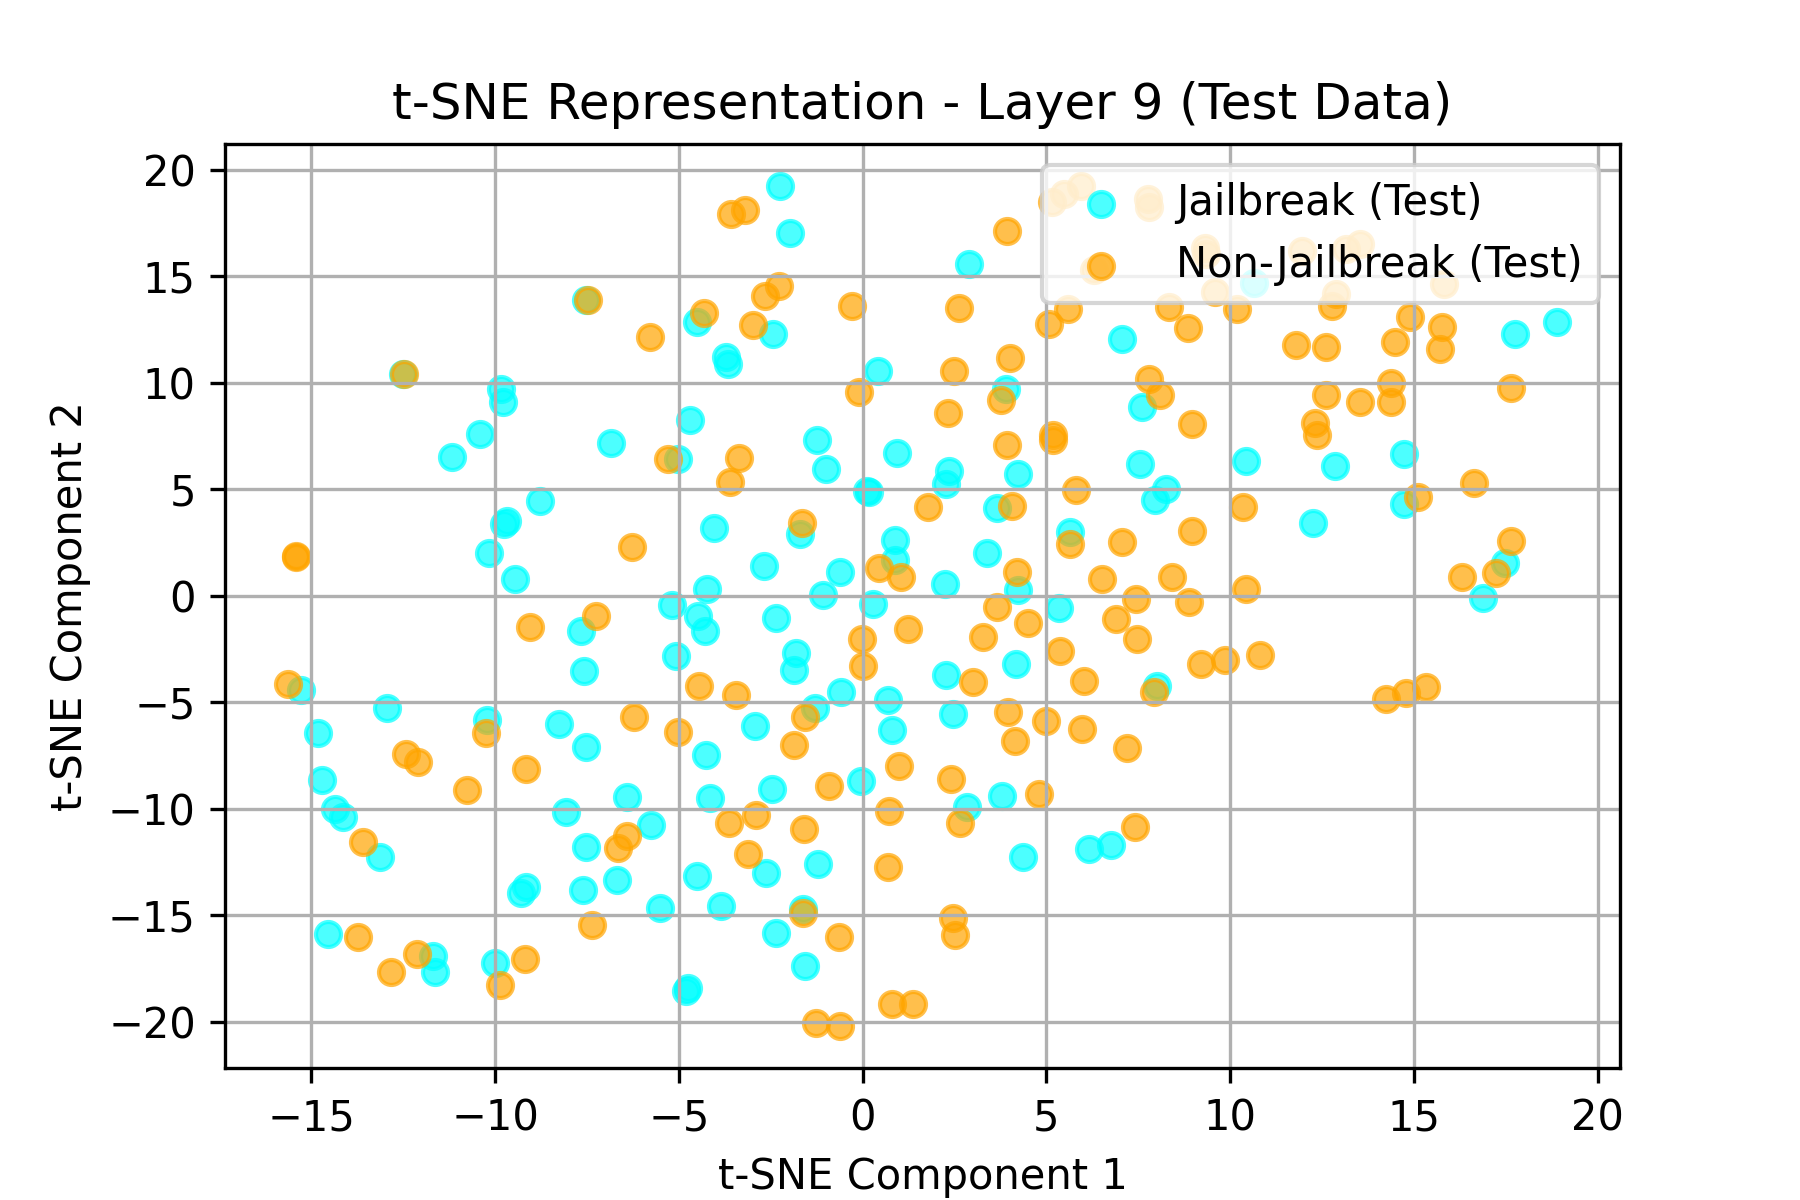 t-SNE Representation - Layer 9 (Test Data)
Jailbreak (Test)
Non-Jailbreak (Test)
t-SNE Component 2
20
15
10
5
0
−5
−10
−15
−20
−15 −10 −5 0 5 10 15 20
t-SNE Component 1